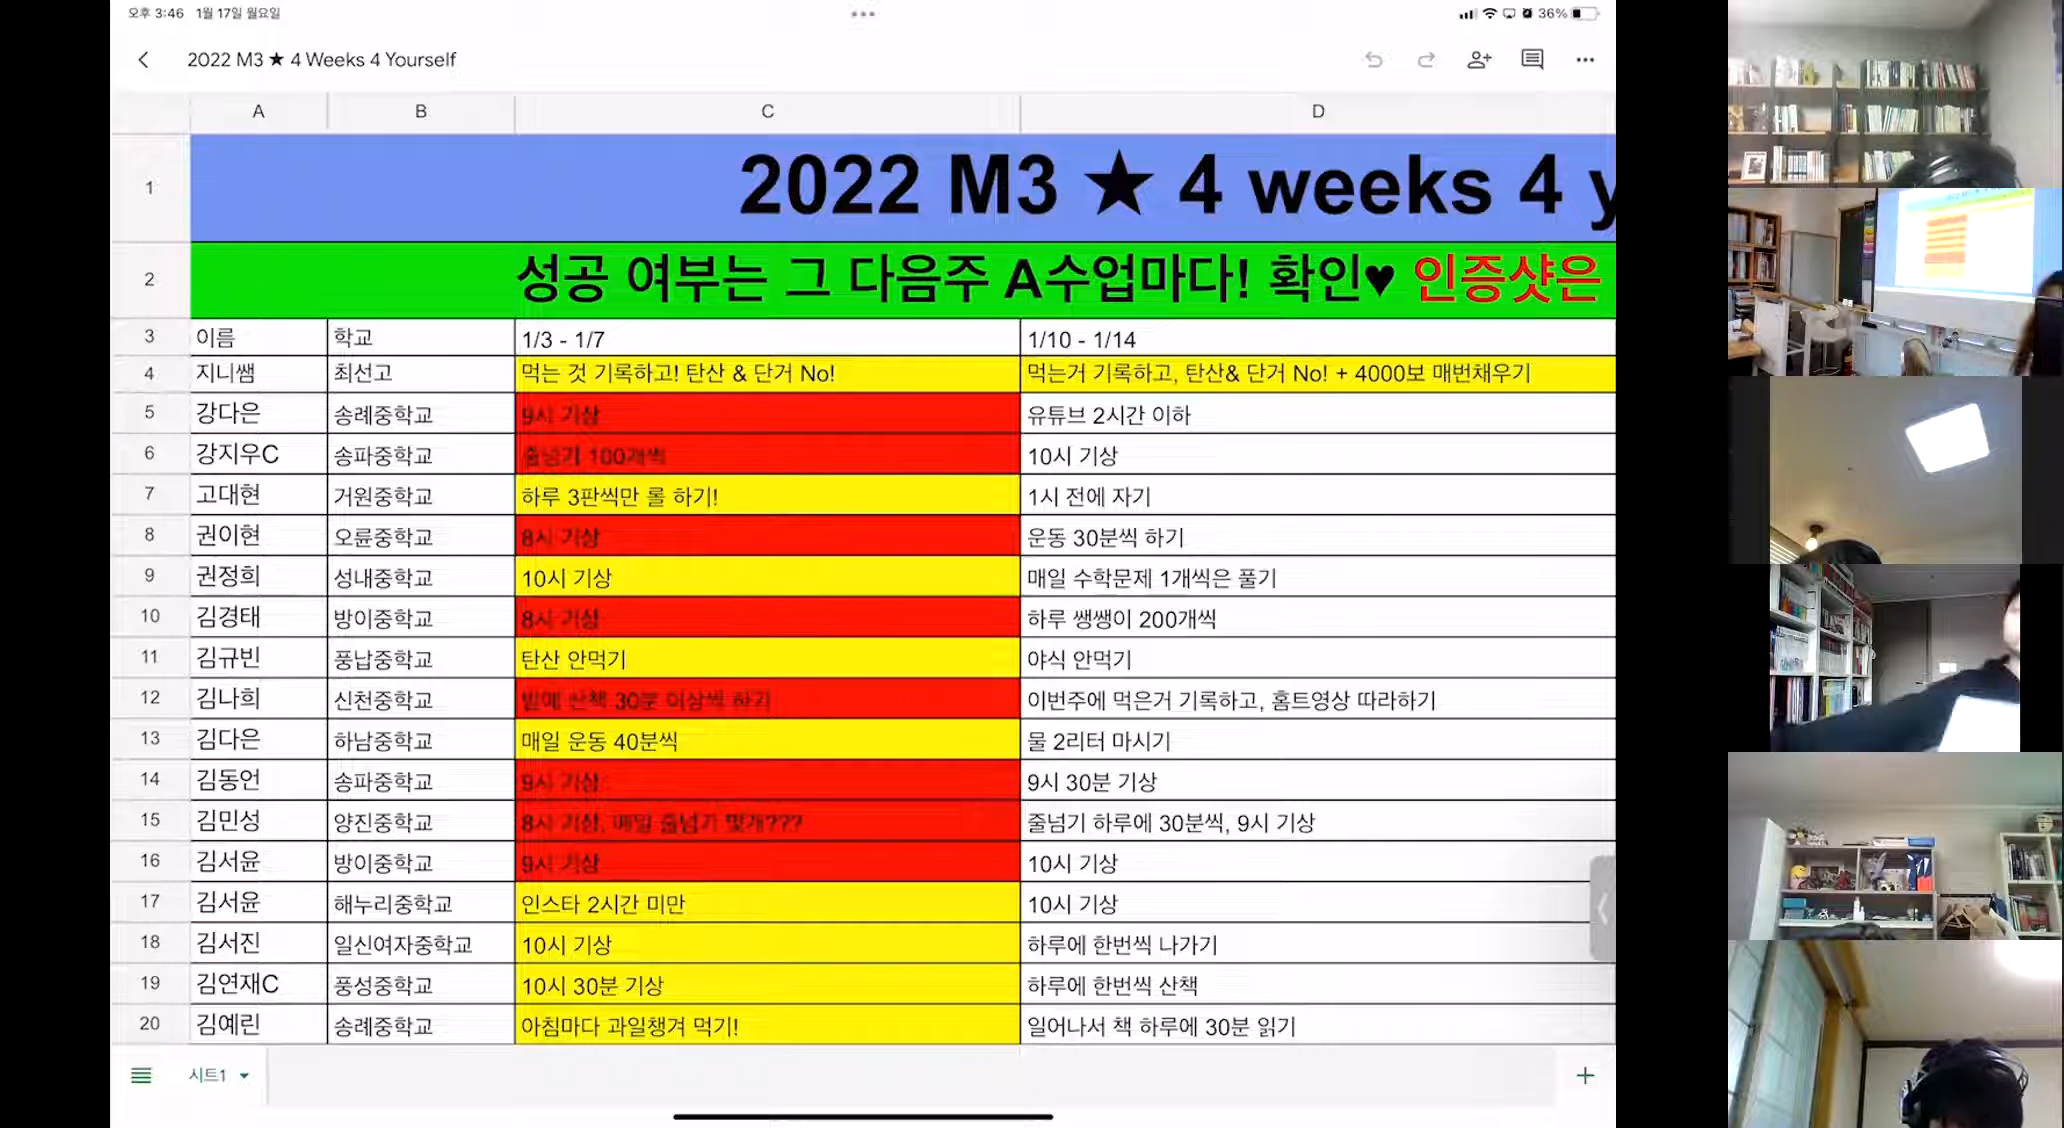 오후 3:46 1월 17일 월요일 36%
2022 M3 ★ 4 Weeks 4 Yourself
A B C D
1 2022 M3 ★ 4 weeks 4 y
2 성공 여부는 그 다음주 A수업마다! 확인♥ 인증샷은
3 이름 학교 1/3 - 1/7 1/10 - 1/14
4 지니쌤 최선고 먹는 것 기록하고! 탄산 & 단거 No! 먹는거 기록하고, 탄산& 단거 No! + 4000보 매번채우기
5 강다은 송례중학교 9시 기상 유튜브 2시간 이하
6 강지우C 송파중학교 줄넘기 100개씩 10시 기상
7 고대현 거원중학교 하루 3판씩만 롤 하기! 1시 전에 자기
8 권이현 오륜중학교 8시 기상 운동 30분씩 하기
9 권정희 성내중학교 10시 기상 매일 수학문제 1개씩은 풀기
10 김경태 방이중학교 8시 기상 하루 쌩쌩이 200개씩
11 김규빈 풍납중학교 탄산 안먹기 야식 안먹기
12 김나희 신천중학교 밤에 산책 30분 이상씩 하기 이번주에 먹은거 기록하고, 홈트영상 따라하기
13 김다은 하남중학교 매일 운동 40분씩 물 2리터 마시기
14 김동언 송파중학교 9시 기상 9시 30분 기상
15 김민성 양진중학교 8시 기상, 매일 줄넘기 몇개??? 줄넘기 하루에 30분씩, 9시 기상
16 김서윤 방이중학교 9시 기상 10시 기상
17 김서윤 해누리중학교 인스타 2시간 미만 10시 기상
18 김서진 일신여자중학교 10시 기상 하루에 한번씩 나가기
19 김연재C 풍성중학교 10시 30분 기상 하루에 한번씩 산책
20 김예린 송례중학교 아침마다 과일챙겨 먹기! 일어나서 책 하루에 30분 읽기
시트1